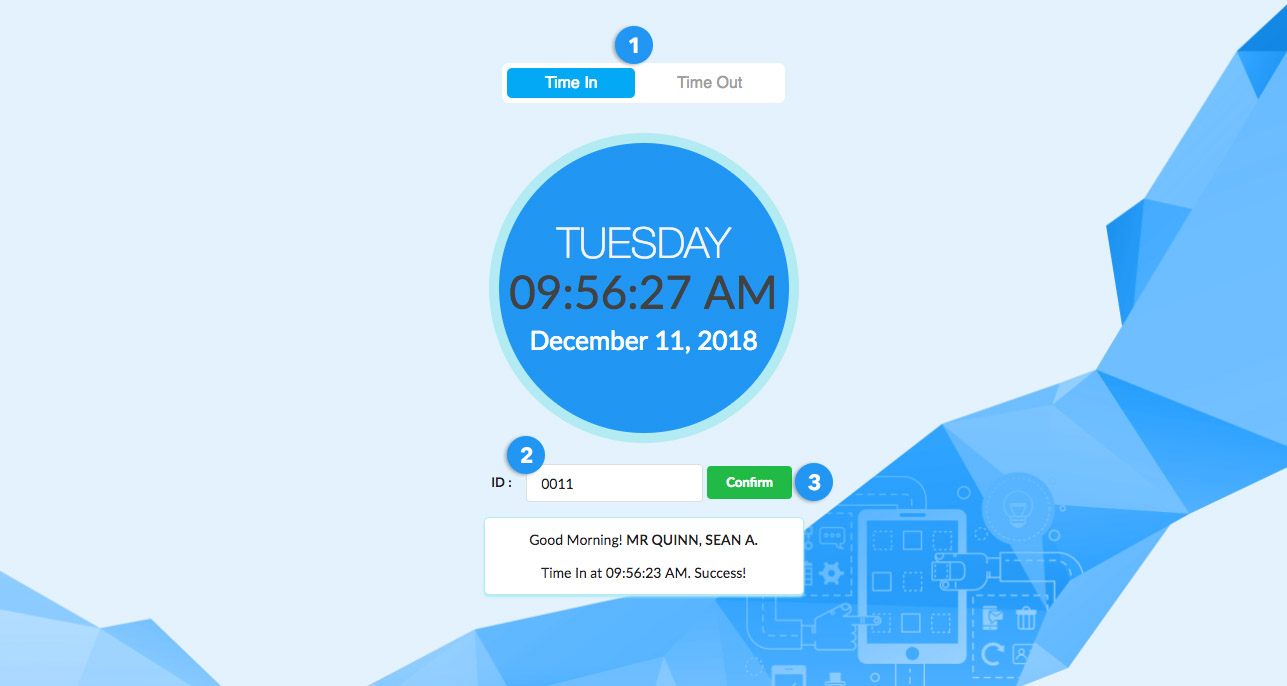 1
Time In Time Out
TUESDAY
09:56:27 AM
December 11, 2018
2
ID : 0011 Confirm 3
Good Morning! MR QUINN, SEAN A.
Time In at 09:56:23 AM. Success!